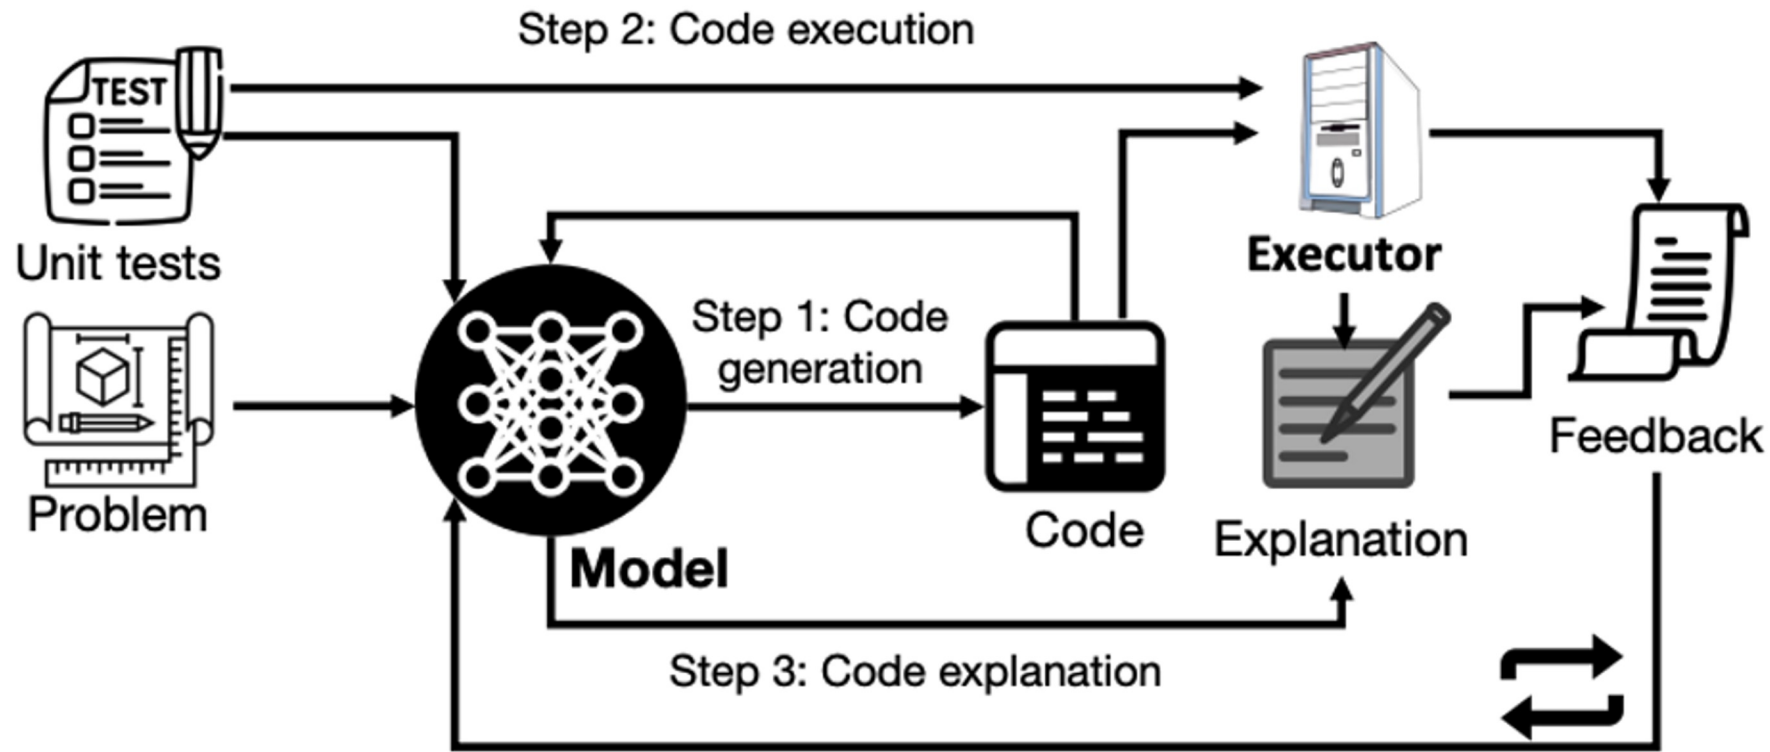 Step 2: Code execution
TEST
Unit tests
Executor
Step 1: Code
generation
Problem
Model
Code
Explanation
Feedback
Step 3: Code explanation